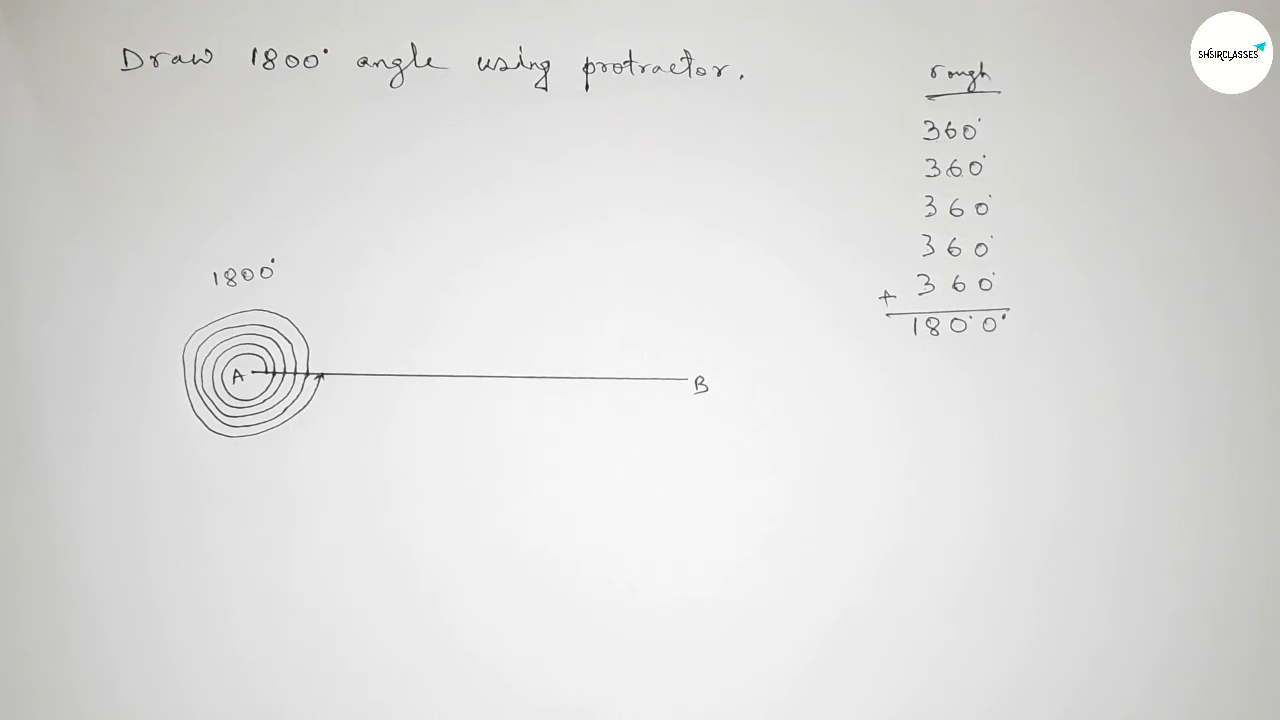 Draw 1800° angle using protractor.
SHSIRCLASSES
rough
360°
360°
360°
360°
+ 360°
1800°
1800°
A
B